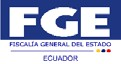 FGE
FISCALÍA GENERAL DEL ESTADO
ECUADOR